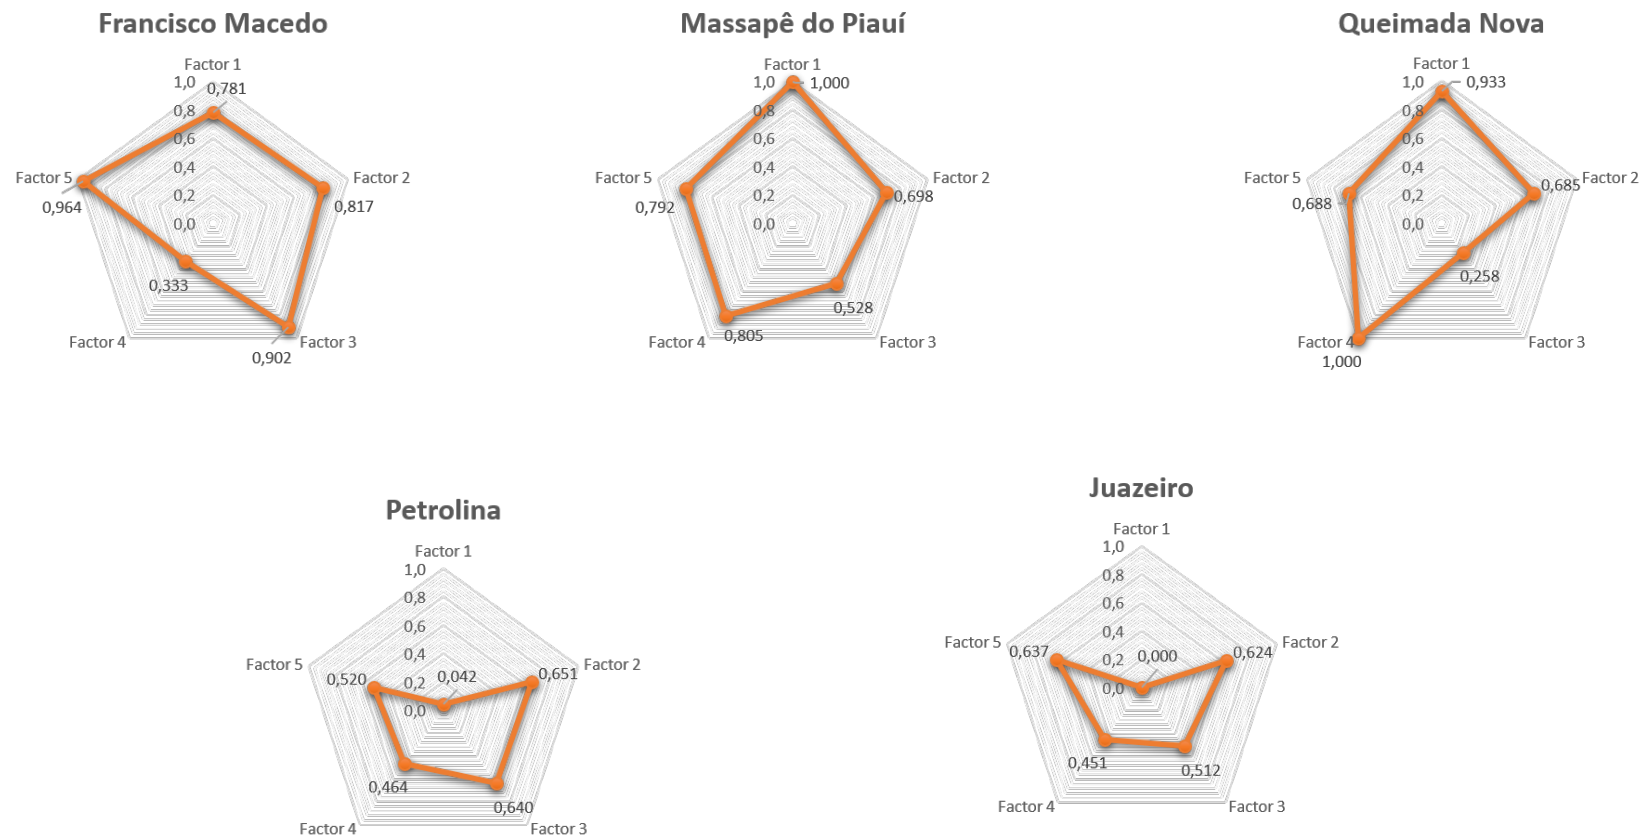 Francisco Macedo
Factor 1
1,0
0,781
0,8
0,6
0,4
Factor 5
Factor 2
0,964
0,2
0,817
0,0
0,333
Factor 4
Factor 3
0,902
Massapê do Piauí
Factor 1
1,0
1,000
0,8
0,6
0,4
Factor 5
Factor 2
0,792
0,2
0,698
0,0
0,528
0,805
Factor 4
Factor 3
Queimada Nova
Factor 1
1,0
0,933
0,8
0,6
0,4
Factor 5
0,685
Factor 2
0,688
0,2
0,0
0,258
Factor 4
Factor 3
1,000
Petrolina
Factor 1
1,0
0,8
0,6
0,4
Factor 5
Factor 2
0,520
0,2
0,042
0,651
0,0
0,464
0,640
Factor 4
Factor 3
Juazeiro
Factor 1
1,0
0,8
0,6
0,4
Factor 5
Factor 2
0,637
0,2
0,000
0,624
0,0
0,451
0,512
Factor 4
Factor 3